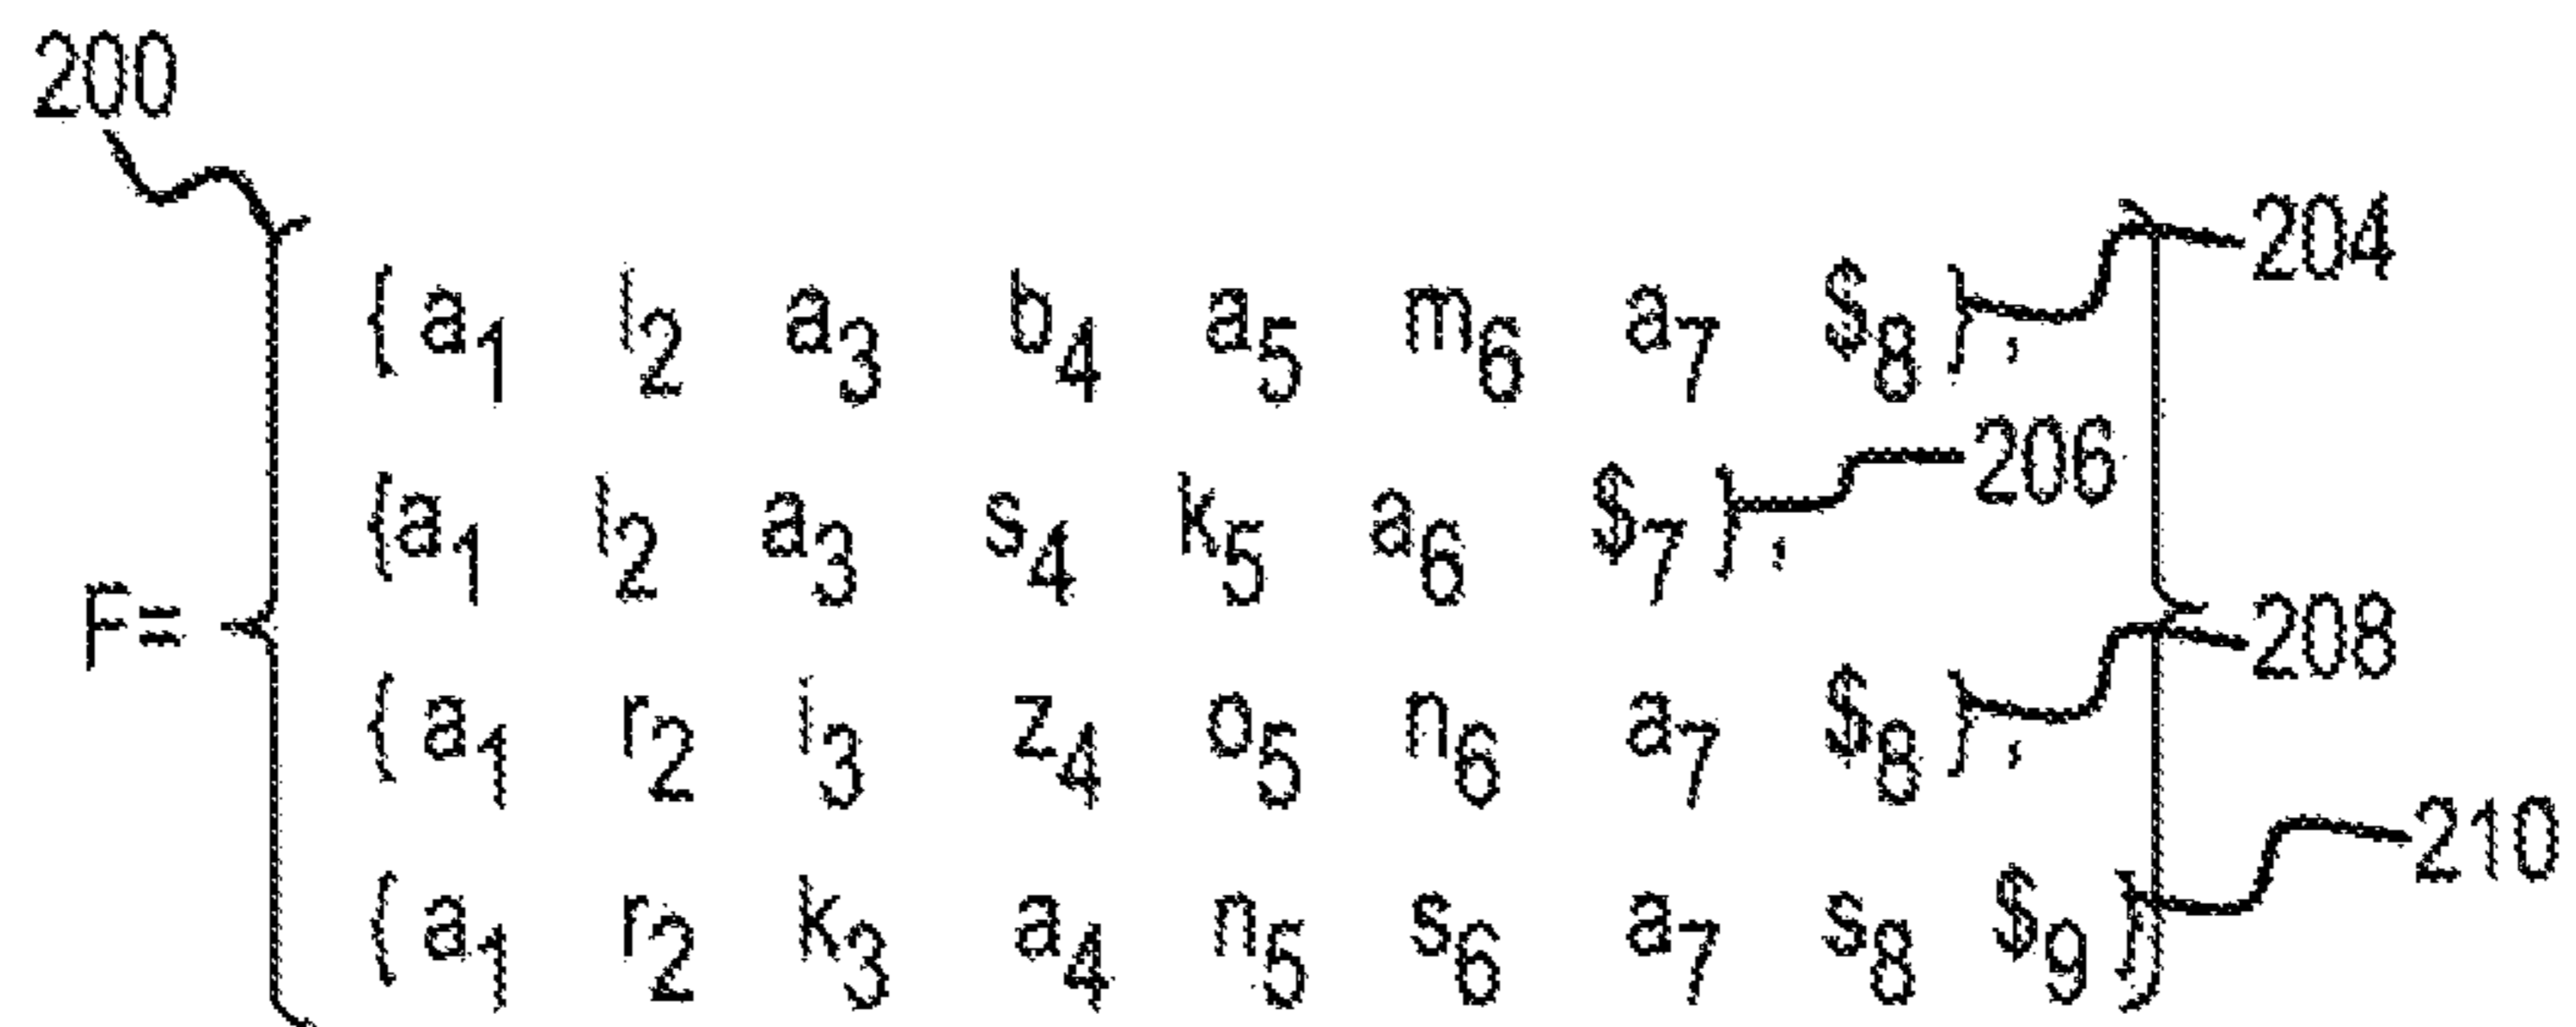 200
{a₁ l₂ a₃ b₄ a₅ m₆ a₇ $₈}, 204
{a₁ l₂ a₃ s₄ k₅ a₆ $₇}, 206
F=
{a₁ r₂ i₃ z₄ o₅ n₆ a₇ $₈}, 208
{a₁ r₂ k₃ a₄ n₅ s₆ a₇ s₈ $₉} 210